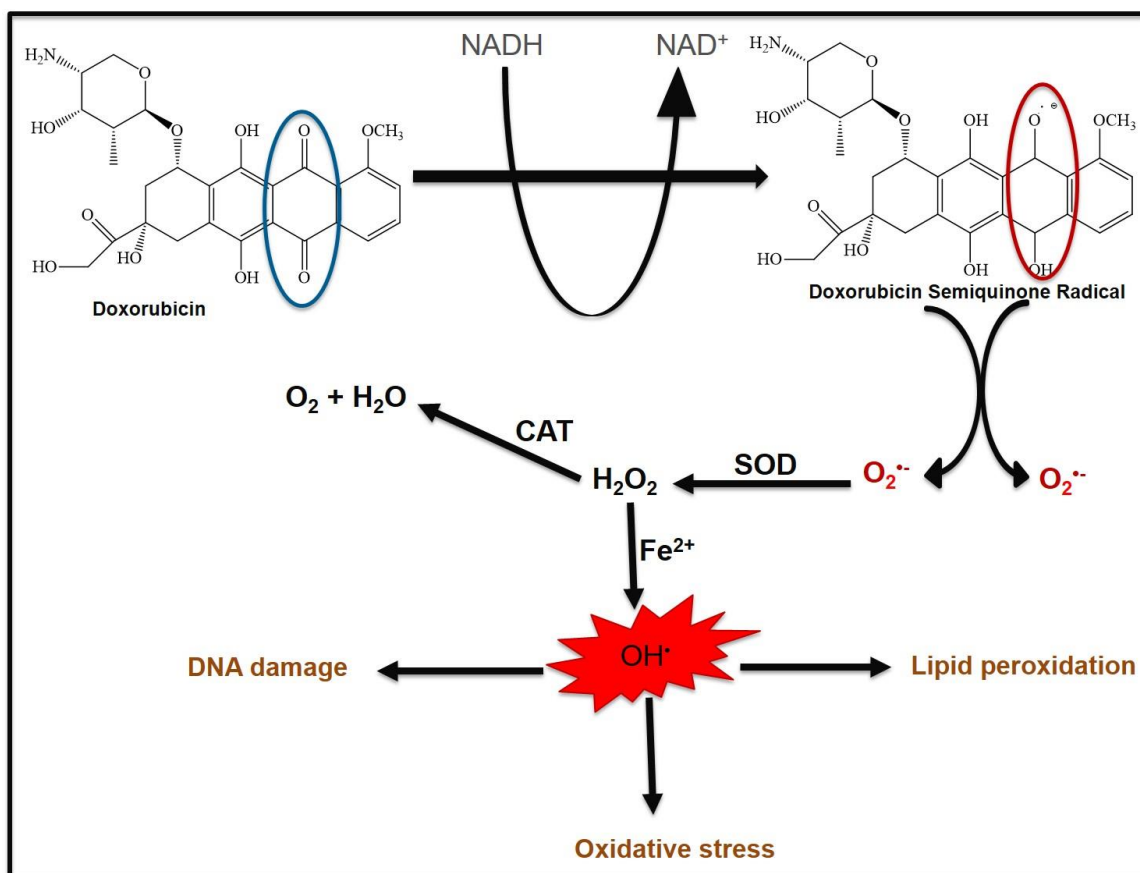 NADH
NAD⁺
H₂N
O
HO
O
OH
O
OCH₃
O
HO
HO
OH
O
Doxorubicin
H₂N
O
HO
O
OH
O· ⊖
OCH₃
O
HO
HO
OH
OH
Doxorubicin Semiquinone Radical
O₂ + H₂O
CAT
H₂O₂
SOD
O₂•-
O₂•-
Fe²⁺
OH•
DNA damage
Lipid peroxidation
Oxidative stress